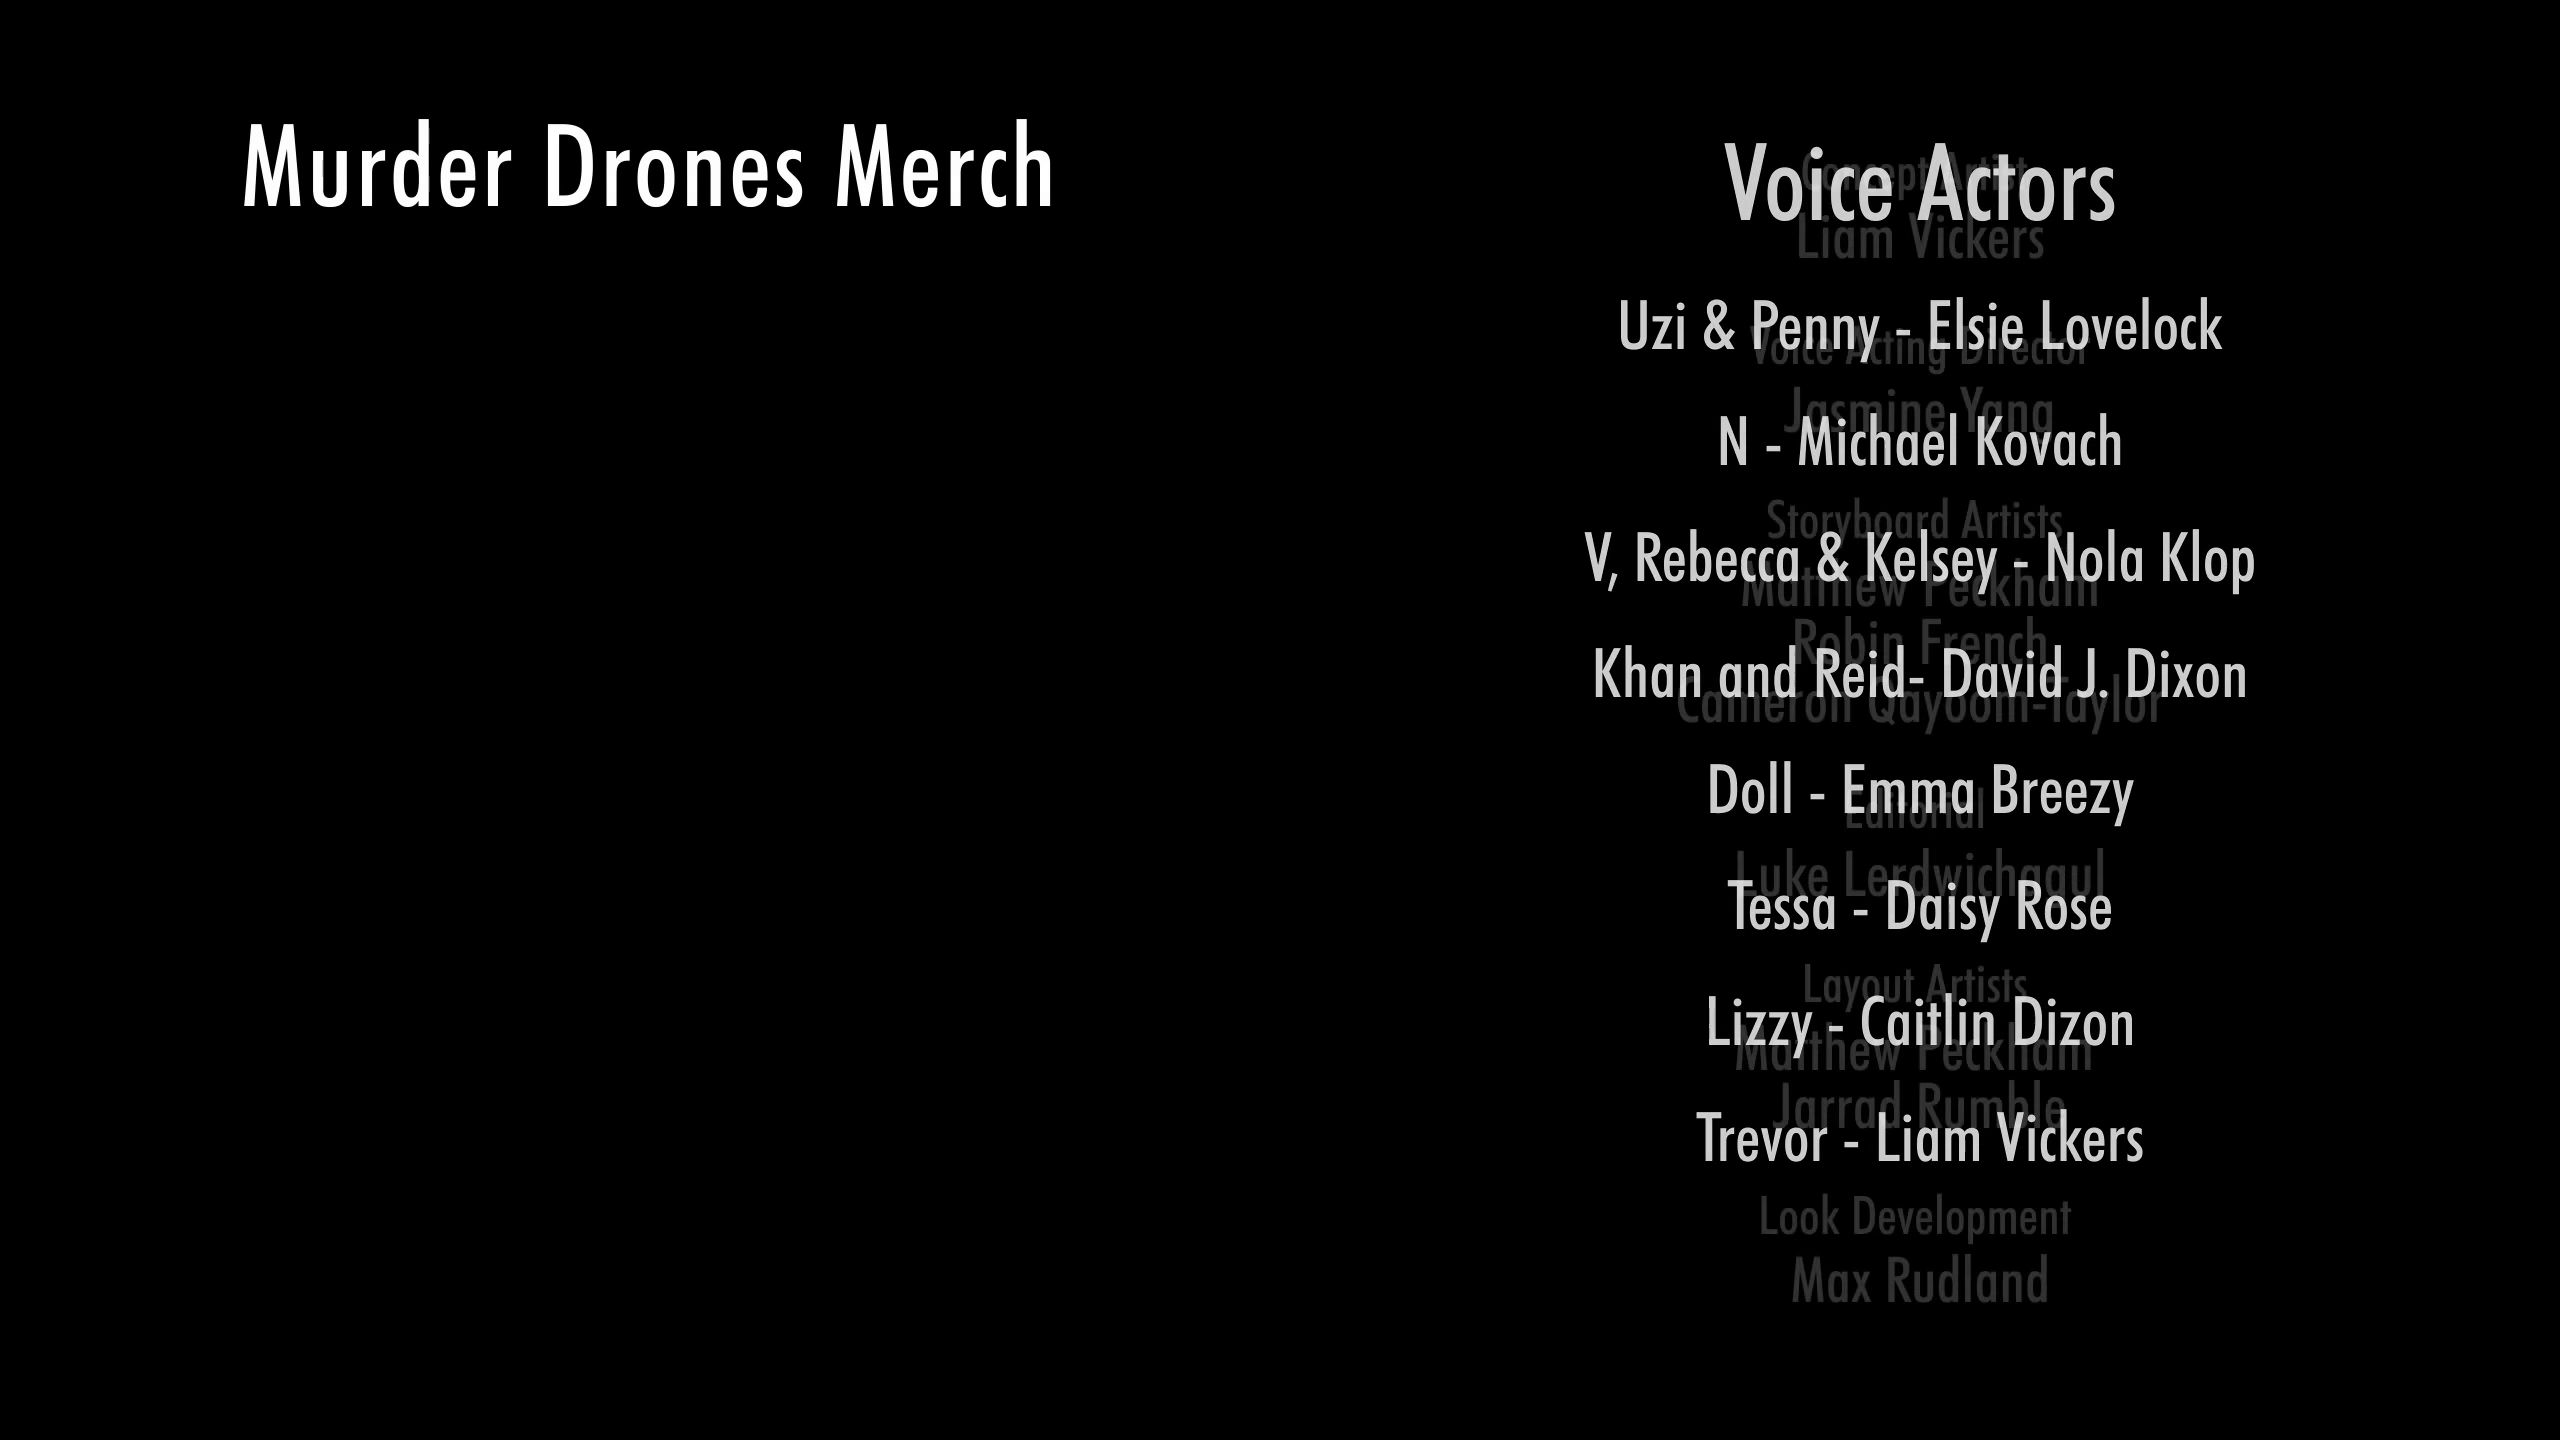 Murder Drones Merch
Voice Actors
Uzi & Penny - Elsie Lovelock
N - Michael Kovach
V, Rebecca & Kelsey - Nola Klop
Khan and Reid- David J. Dixon
Doll - Emma Breezy
Tessa - Daisy Rose
Lizzy - Caitlin Dizon
Trevor - Liam Vickers
Concept Artist
Liam Vickers
Voice Acting Director
Jasmine Yang
Storyboard Artists
Matthew Peckham
Robin French
Cameron Qayoom-Taylor
Editorial
Luke Lerdwichagul
Layout Artists
Matthew Peckham
Jarrad Rumble
Look Development
Max Rudland